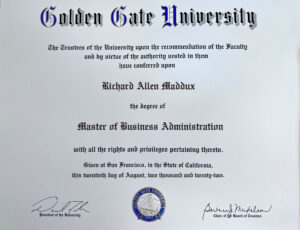 Golden Gate University
The Trustees of the University upon the recommendation of the Faculty
and by virtue of the authority vested in them
have conferred upon
Richard Allen Maddux
the degree of
Master of Business Administration
with all the rights and privileges pertaining thereto.
Given at San Francisco, in the State of California,
this twentieth day of August, two thousand and twenty-two.
President of the University
Chair of the Board of Trustees